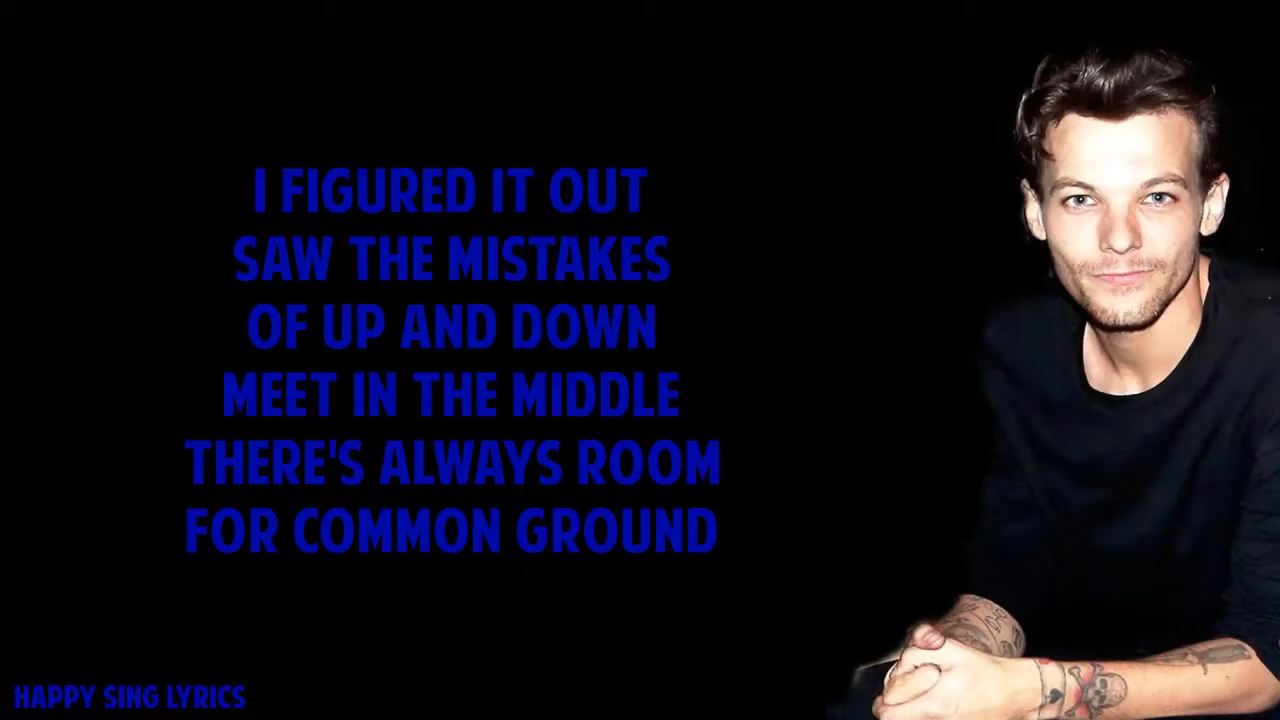 I FIGURED IT OUT
SAW THE MISTAKES
OF UP AND DOWN
MEET IN THE MIDDLE
THERE'S ALWAYS ROOM
FOR COMMON GROUND
HAPPY SING LYRICS